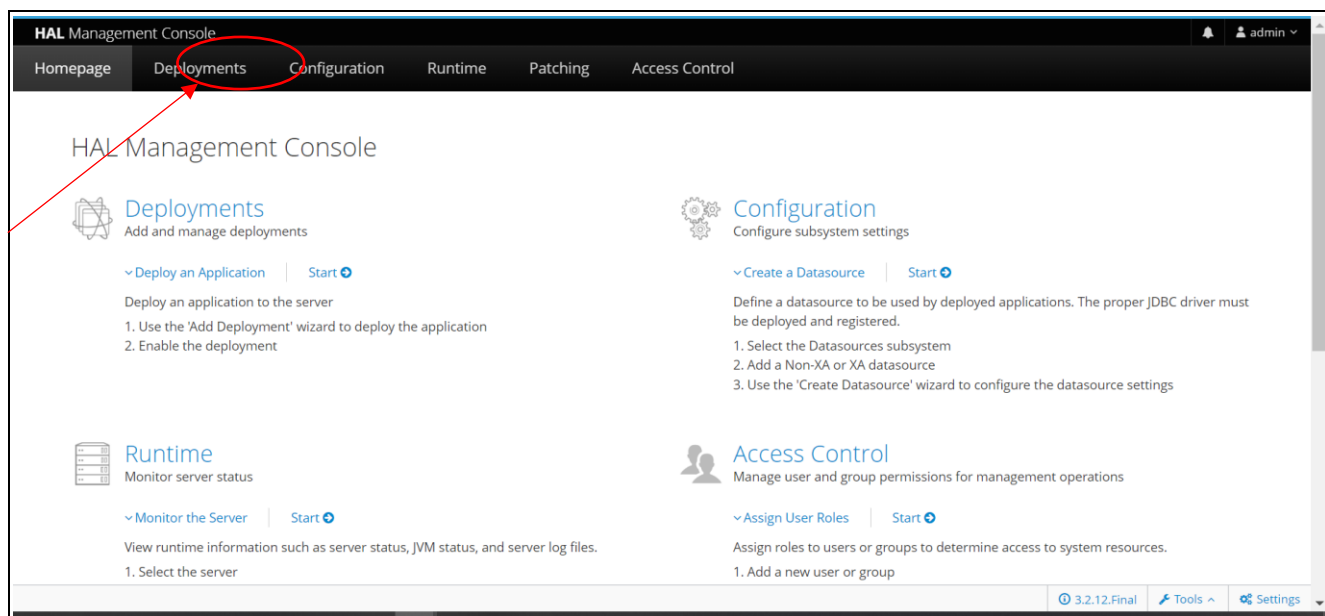 HAL Management Console
admin
Homepage Deployments Configuration Runtime Patching Access Control
HAL Management Console
Deployments
Add and manage deployments
Deploy an Application Start
Deploy an application to the server
1. Use the 'Add Deployment' wizard to deploy the application
2. Enable the deployment
Configuration
Configure subsystem settings
Create a Datasource Start
Define a datasource to be used by deployed applications. The proper JDBC driver must
be deployed and registered.
1. Select the Datasources subsystem
2. Add a Non-XA or XA datasource
3. Use the 'Create Datasource' wizard to configure the datasource settings
Runtime
Monitor server status
Monitor the Server Start
View runtime information such as server status, JVM status, and server log files.
1. Select the server
Access Control
Manage user and group permissions for management operations
Assign User Roles Start
Assign roles to users or groups to determine access to system resources.
1. Add a new user or group
3.2.12.Final Tools Settings